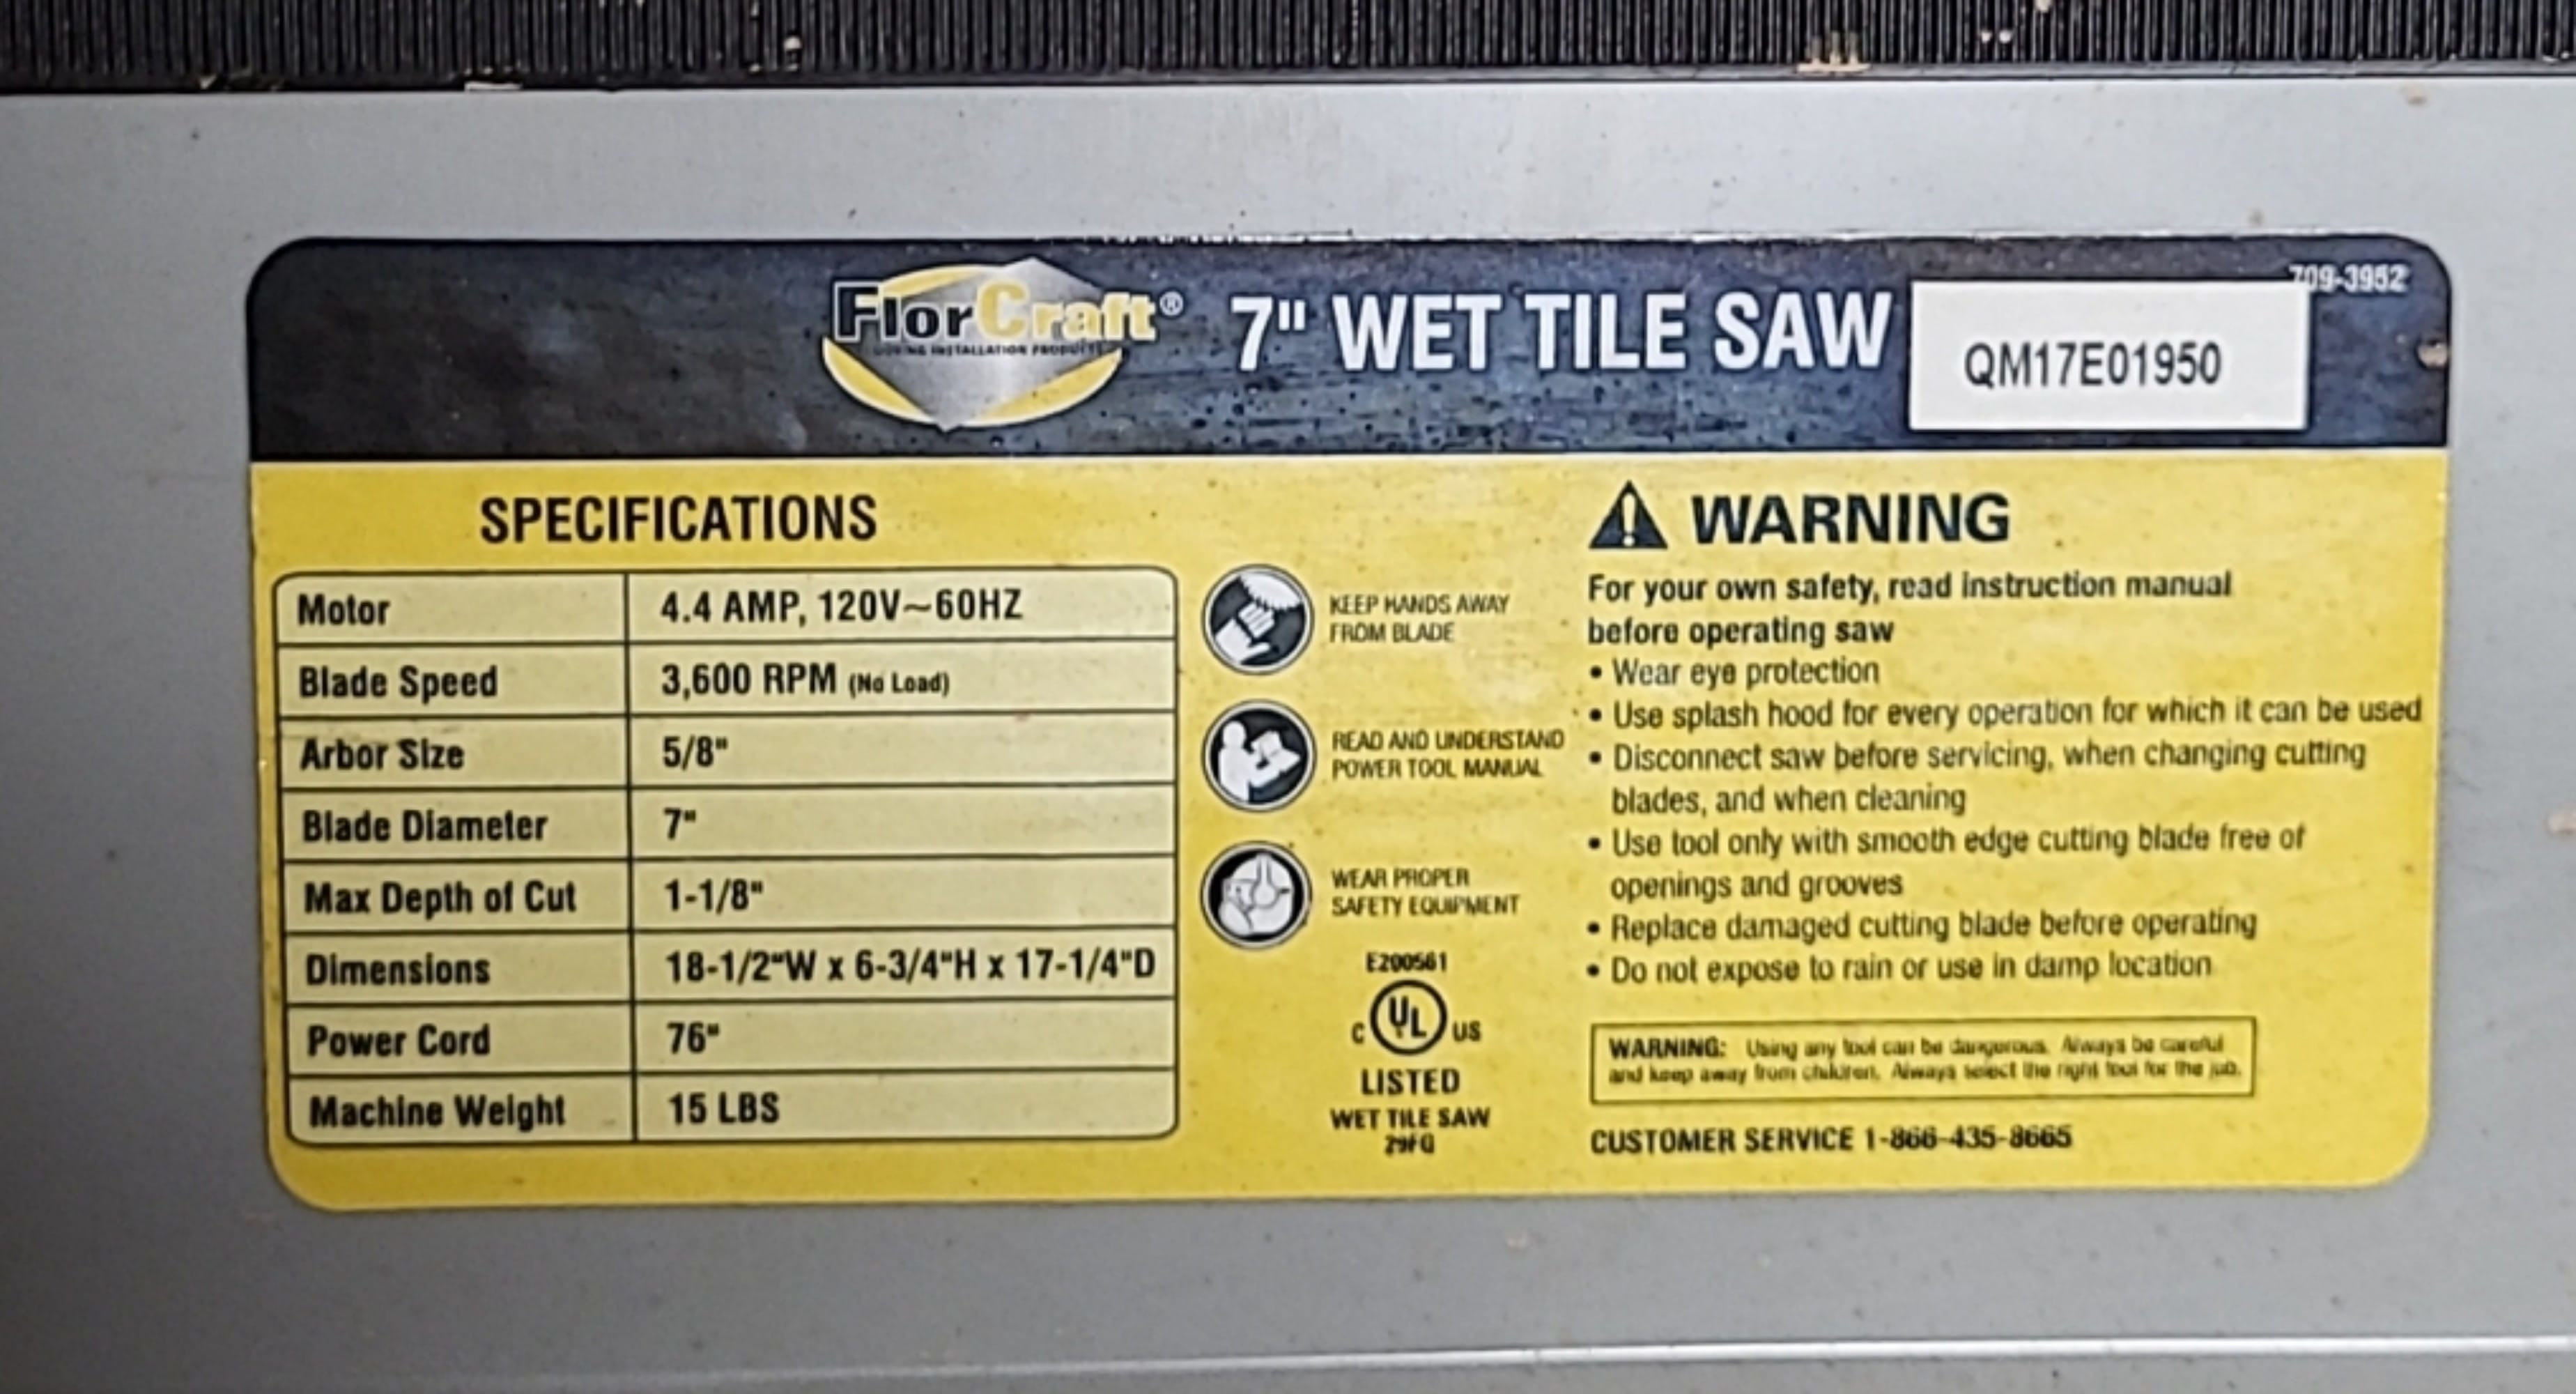 FlorCraft®
INSTALLATION PRODUCTS
7" WET TILE SAW
709-3952
QM17E01950
SPECIFICATIONS
Motor 4.4 AMP, 120V~60HZ
Blade Speed 3,600 RPM (No Load)
Arbor Size 5/8"
Blade Diameter 7"
Max Depth of Cut 1-1/8"
Dimensions 18-1/2"W x 6-3/4"H x 17-1/4"D
Power Cord 76"
Machine Weight 15 LBS
KEEP HANDS AWAY
FROM BLADE
READ AND UNDERSTAND
POWER TOOL MANUAL
WEAR PROPER
SAFETY EQUIPMENT
E200561
C UL US
LISTED
WET TILE SAW
WARNING
For your own safety, read instruction manual
before operating saw
• Wear eye protection
• Use splash hood for every operation for which it can be used
• Disconnect saw before servicing, when changing cutting
blades, and when cleaning
• Use tool only with smooth edge cutting blade free of
openings and grooves
• Replace damaged cutting blade before operating
• Do not expose to rain or use in damp location
WARNING: Using any tool can be dangerous. Always be careful
and keep away from children. Always select the right tool for the job.
CUSTOMER SERVICE 1-866-435-8665